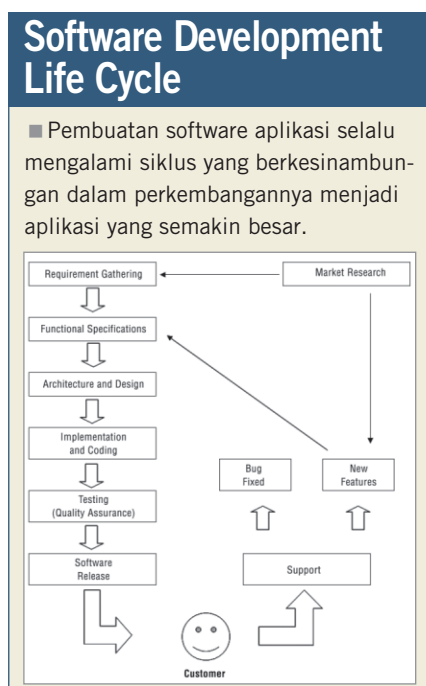 Software Development
Life Cycle
■ Pembuatan software aplikasi selalu
mengalami siklus yang berkesinambun-
gan dalam perkembangannya menjadi
aplikasi yang semakin besar.
Requirement Gathering
Market Research
Functional Specifications
Architecture and Design
Implementation
and Coding
Bug
Fixed
New
Features
Testing
(Quality Assurance)
Software
Release
Support
Customer